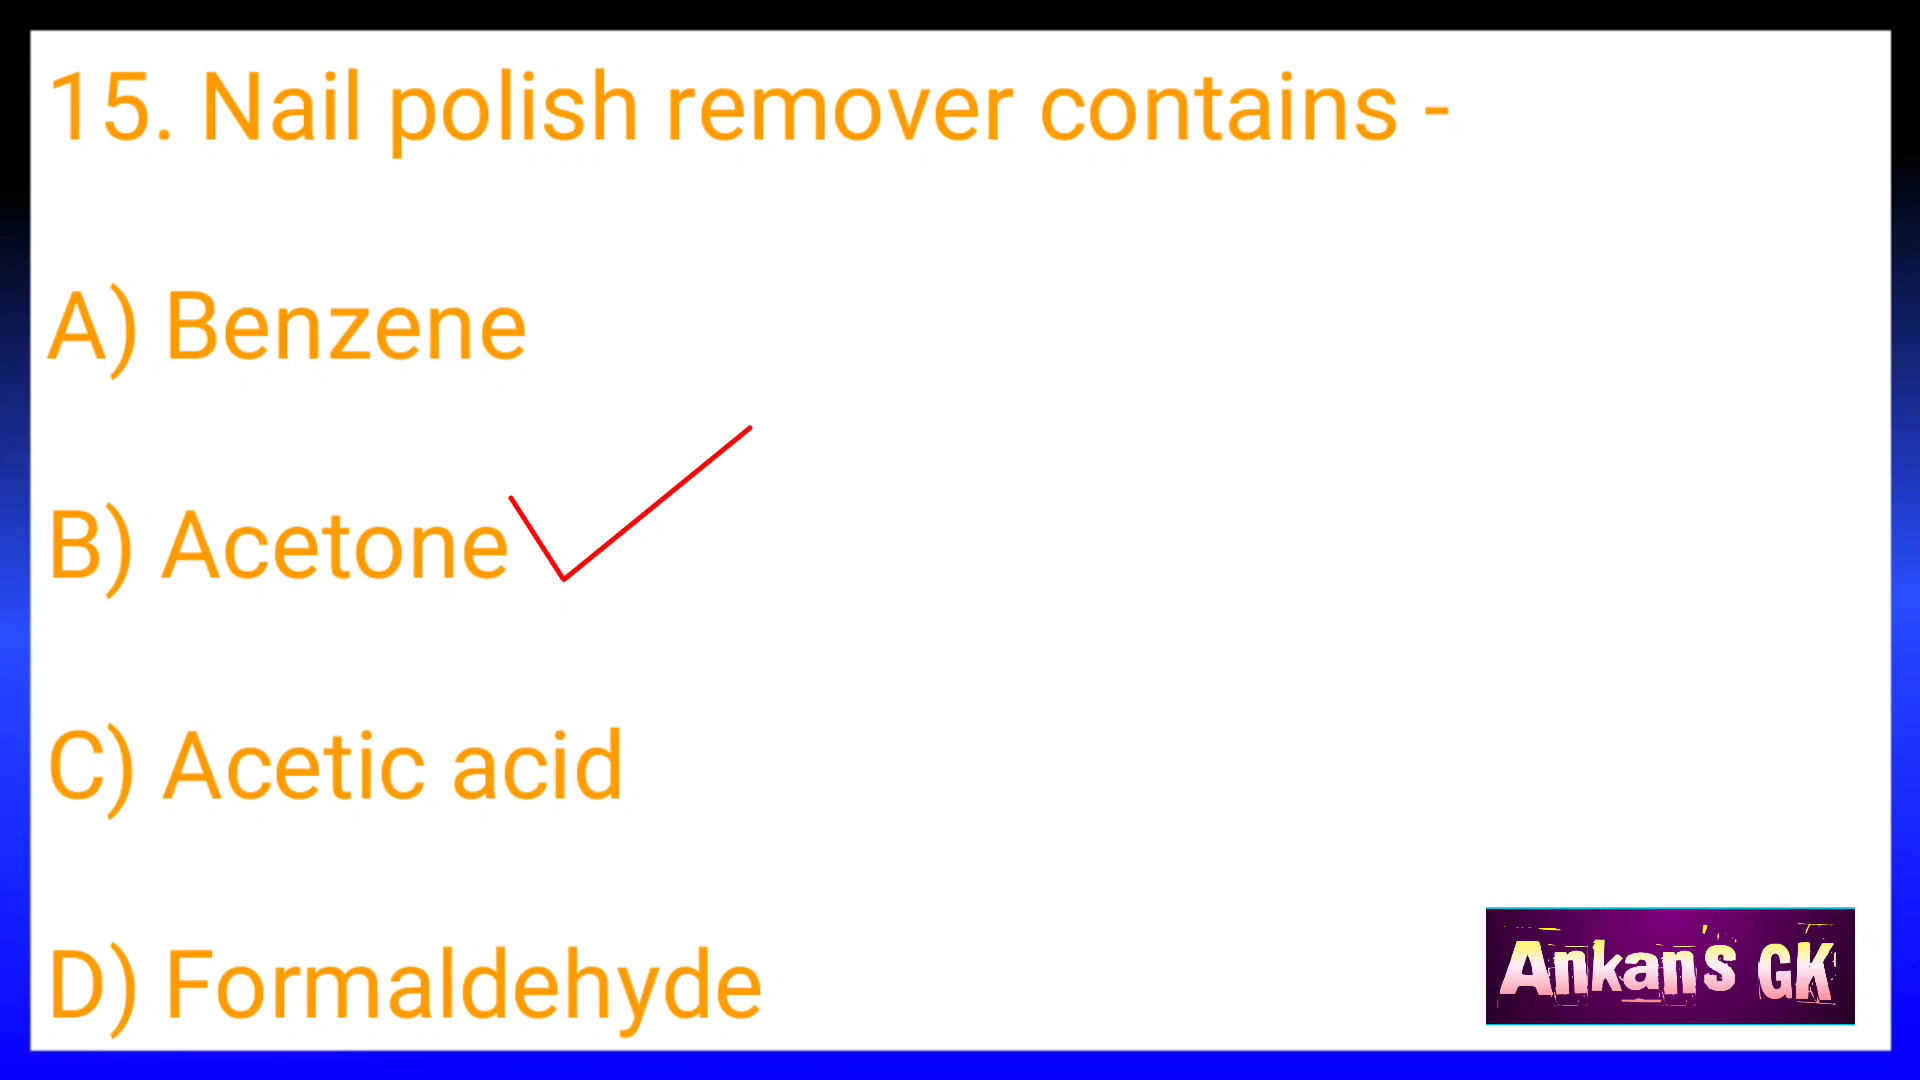 15. Nail polish remover contains -
A) Benzene
B) Acetone
C) Acetic acid
D) Formaldehyde
Ankan's GK